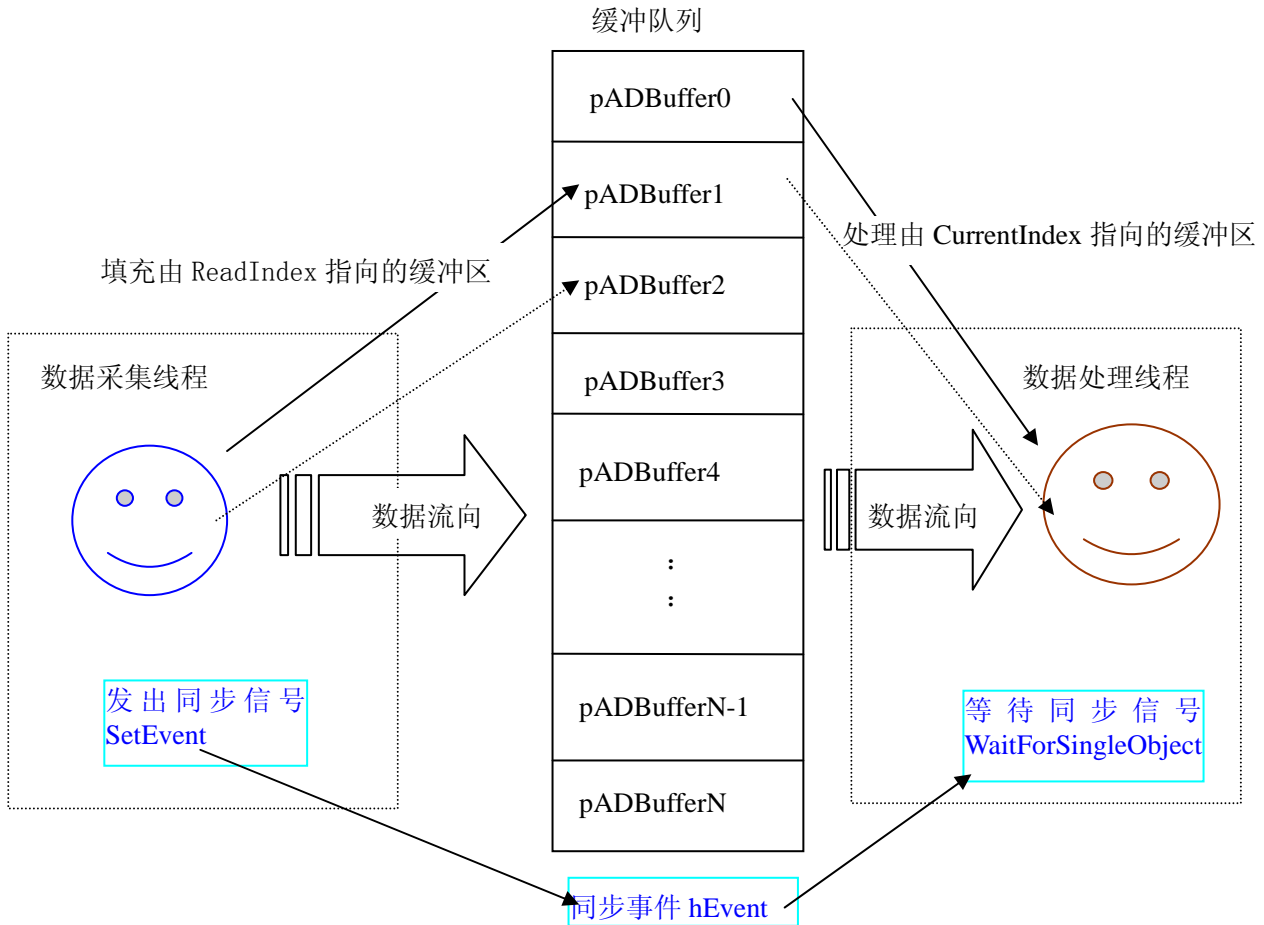 缓冲队列
pADBuffer0
pADBuffer1
处理由 CurrentIndex 指向的缓冲区
填充由 ReadIndex 指向的缓冲区
pADBuffer2
数据采集线程
pADBuffer3
数据处理线程
pADBuffer4
数据流向
数据流向
:
:
发出同步信号
SetEvent
pADBufferN-1
等待同步信号
WaitForSingleObject
pADBufferN
同步事件 hEvent